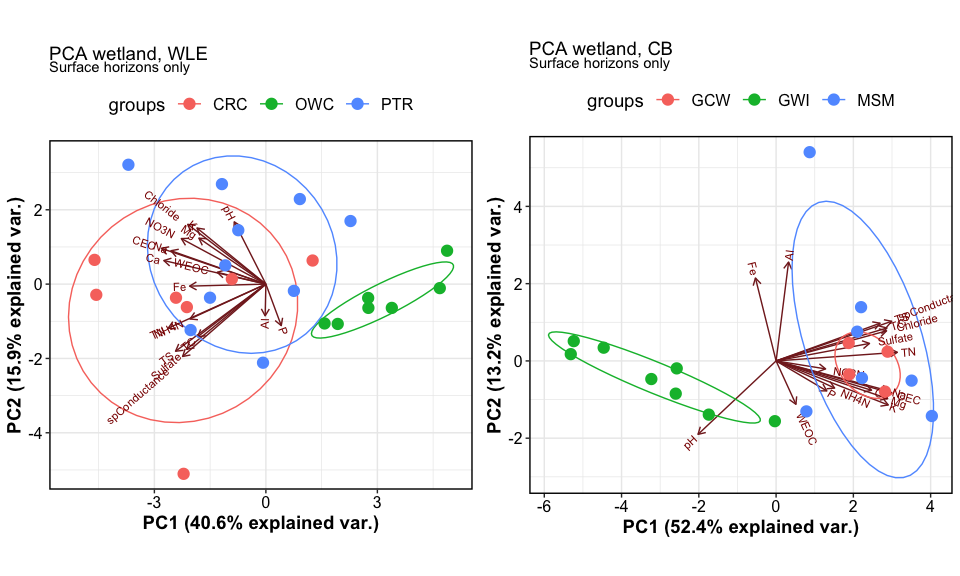 PCA wetland, WLE
Surface horizons only
groups CRC OWC PTR
PC2 (15.9% explained var.)
2
0
-2
-4
Chloride
NO3N
Mg
pH
Ca
WEOC
Fe
Al
P
NH4N
TS
Sulfate
spConductance
-3 0 3
PC1 (40.6% explained var.)
PCA wetland, CB
Surface horizons only
groups GCW GWI MSM
PC2 (13.2% explained var.)
4
2
0
-2
Fe
Al
Chloride
Sulfate
TN
P
NH4N
Mg
K
WEOC
pH
-6 -4 -2 0 2 4
PC1 (52.4% explained var.)